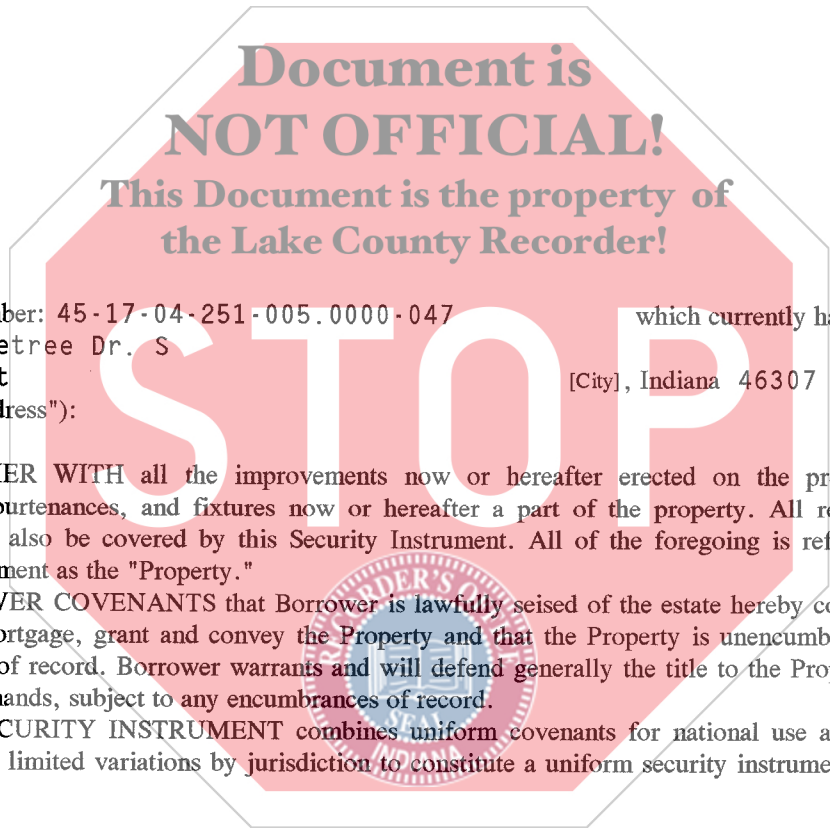 Document is
NOT OFFICIAL!
This Document is the property of
the Lake County Recorder!
STOP
ber: 45-17-04-251-005.0000-047 which currently ha
etree Dr. S
t [City], Indiana 46307
dress"):
ER WITH all the improvements now or hereafter erected on the pr
purtenances, and fixtures now or hereafter a part of the property. All re
also be covered by this Security Instrument. All of the foregoing is ref
ment as the "Property."
VER COVENANTS that Borrower is lawfully seised of the estate hereby co
ortgage, grant and convey the Property and that the Property is unencumb
of record. Borrower warrants and will defend generally the title to the Prop
ands, subject to any encumbrances of record.
CURITY INSTRUMENT combines uniform covenants for national use a
limited variations by jurisdiction to constitute a uniform security instrume
RECORDER'S OFFICE
SEAL
INDIANA